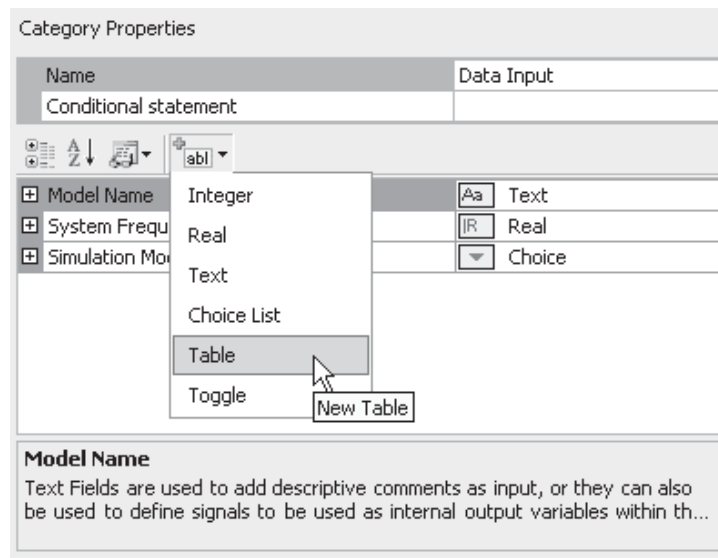 Category Properties
Name Data Input
Conditional statement
A Z abl
Model Name Aa Text
System Frequ IR Real
Simulation Mo Choice
Integer
Real
Text
Choice List
Table
Toggle
New Table
Model Name
Text Fields are used to add descriptive comments as input, or they can also
be used to define signals to be used as internal output variables within th...